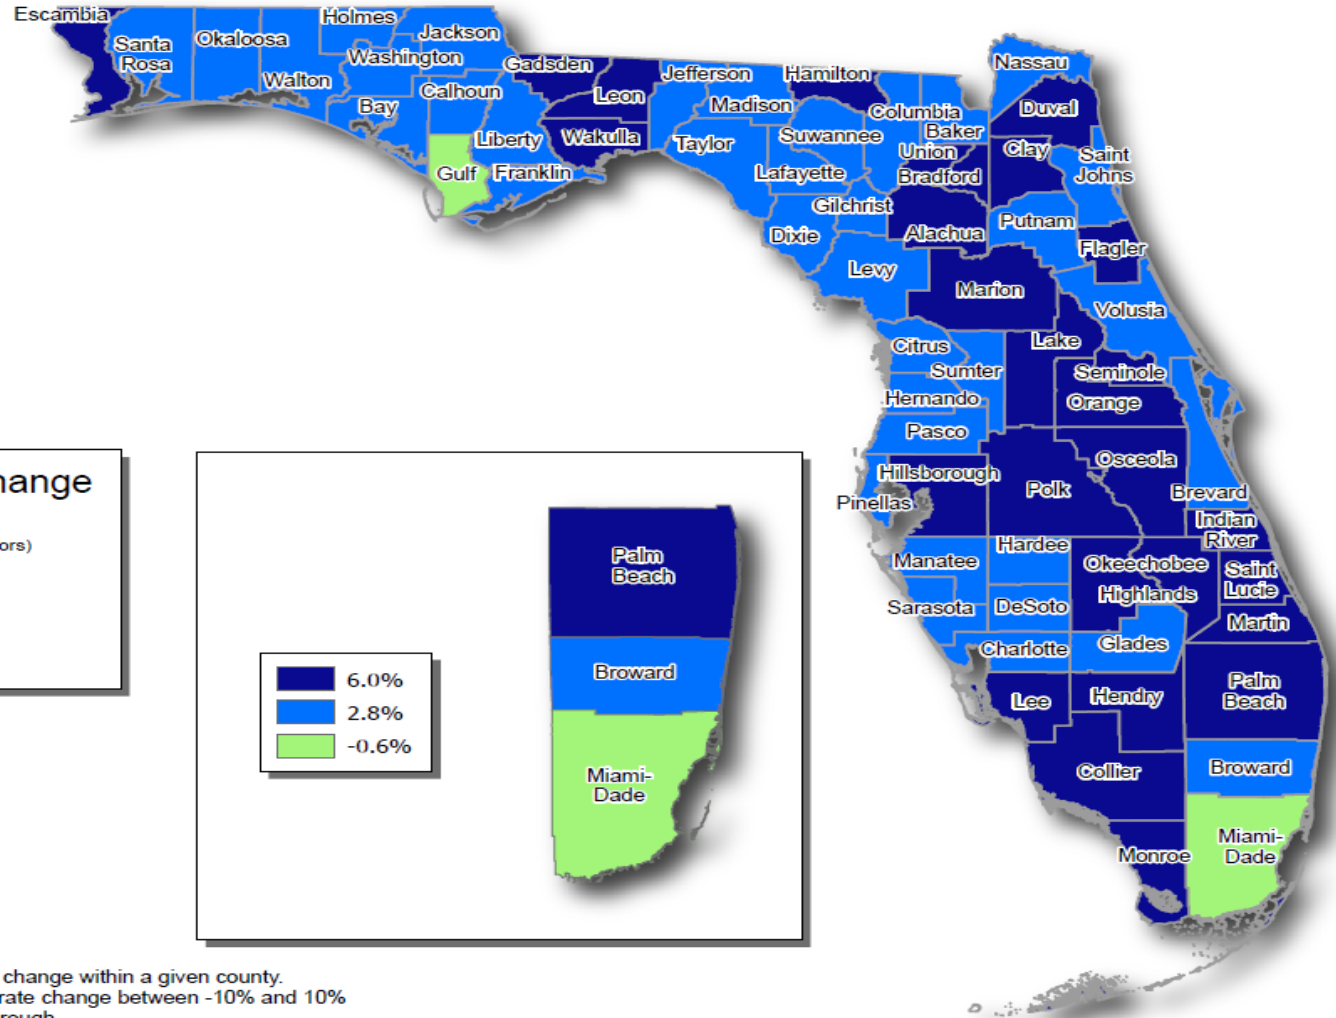 Escambia
Santa
Rosa
Okaloosa
Holmes
Jackson
Washington
Walton
Bay
Calhoun
Gulf
Liberty
Franklin
Gadsden
Leon
Wakulla
Jefferson
Madison
Taylor
Hamilton
Suwannee
Lafayette
Columbia
Baker
Union
Bradford
Gilchrist
Dixie
Alachua
Levy
Nassau
Duval
Clay
Saint
Johns
Putnam
Flagler
Marion
Volusia
Citrus
Sumter
Lake
Seminole
Hernando
Orange
Pasco
Hillsborough
Pinellas
Polk
Osceola
Brevard
Indian
River
Manatee
Hardee
Okeechobee
Highlands
Saint
Lucie
Sarasota
DeSoto
Martin
Charlotte
Glades
Lee
Hendry
Palm
Beach
Collier
Broward
Monroe
Miami-
Dade
ange
ors)
Palm
Beach
Broward
Miami-
Dade
6.0%
2.8%
-0.6%
change within a given county.
rate change between -10% and 10%